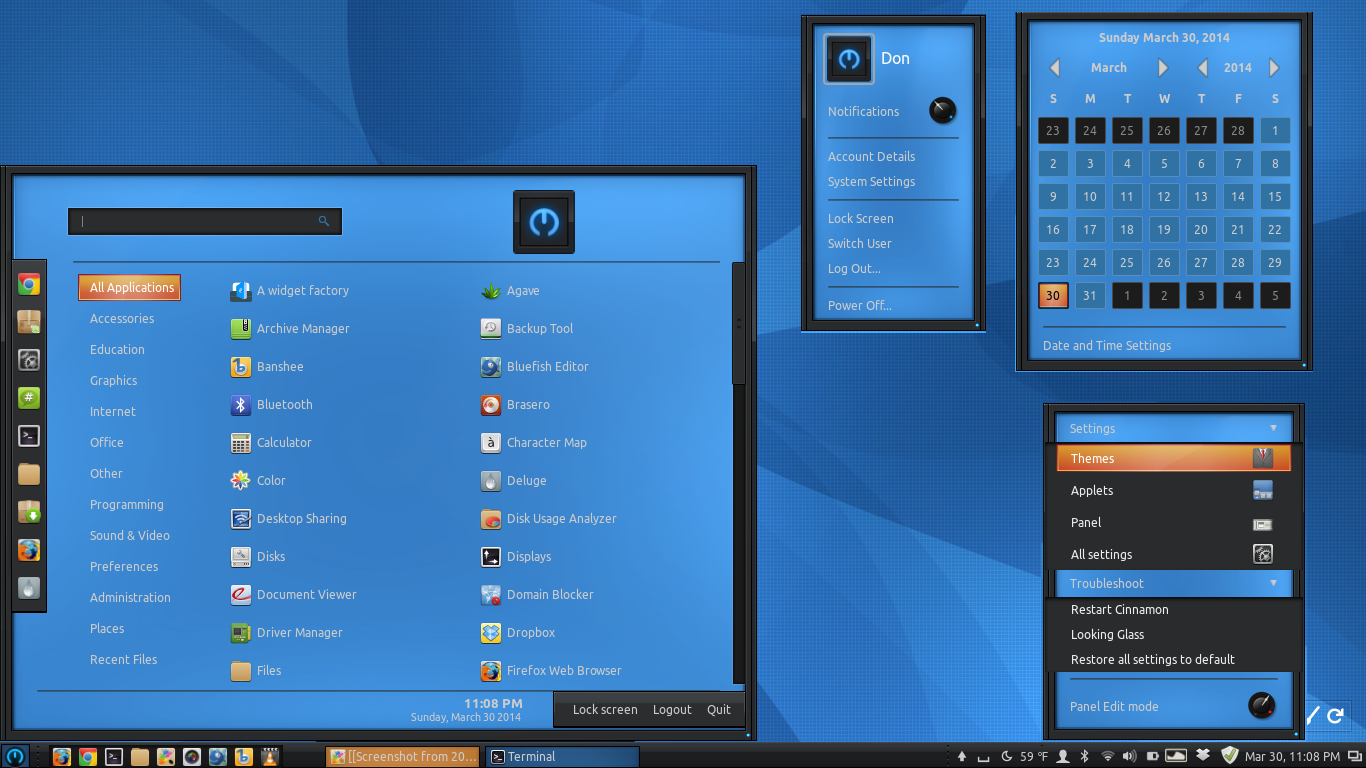 Don
Notifications
Account Details
System Settings
Lock Screen
Switch User
Log Out...
Power Off...
Sunday March 30, 2014
March 2014
S M T W T F S
23 24 25 26 27 28 1
2 3 4 5 6 7 8
9 10 11 12 13 14 15
16 17 18 19 20 21 22
23 24 25 26 27 28 29
30 31 1 2 3 4 5
Date and Time Settings
All Applications
Accessories
Education
Graphics
Internet
Office
Other
Programming
Sound & Video
Preferences
Administration
Places
Recent Files
A widget factory
Archive Manager
Banshee
Bluetooth
Calculator
Color
Desktop Sharing
Disks
Document Viewer
Driver Manager
Files
Agave
Backup Tool
Bluefish Editor
Brasero
Character Map
Deluge
Disk Usage Analyzer
Displays
Domain Blocker
Dropbox
Firefox Web Browser
11:08 PM
Sunday, March 30 2014
Lock screen Logout Quit
Settings
Themes
Applets
Panel
All settings
Troubleshoot
Restart Cinnamon
Looking Glass
Restore all settings to default
Panel Edit mode
[[Screenshot from 20...
Terminal
59 °F
Mar 30, 11:08 PM